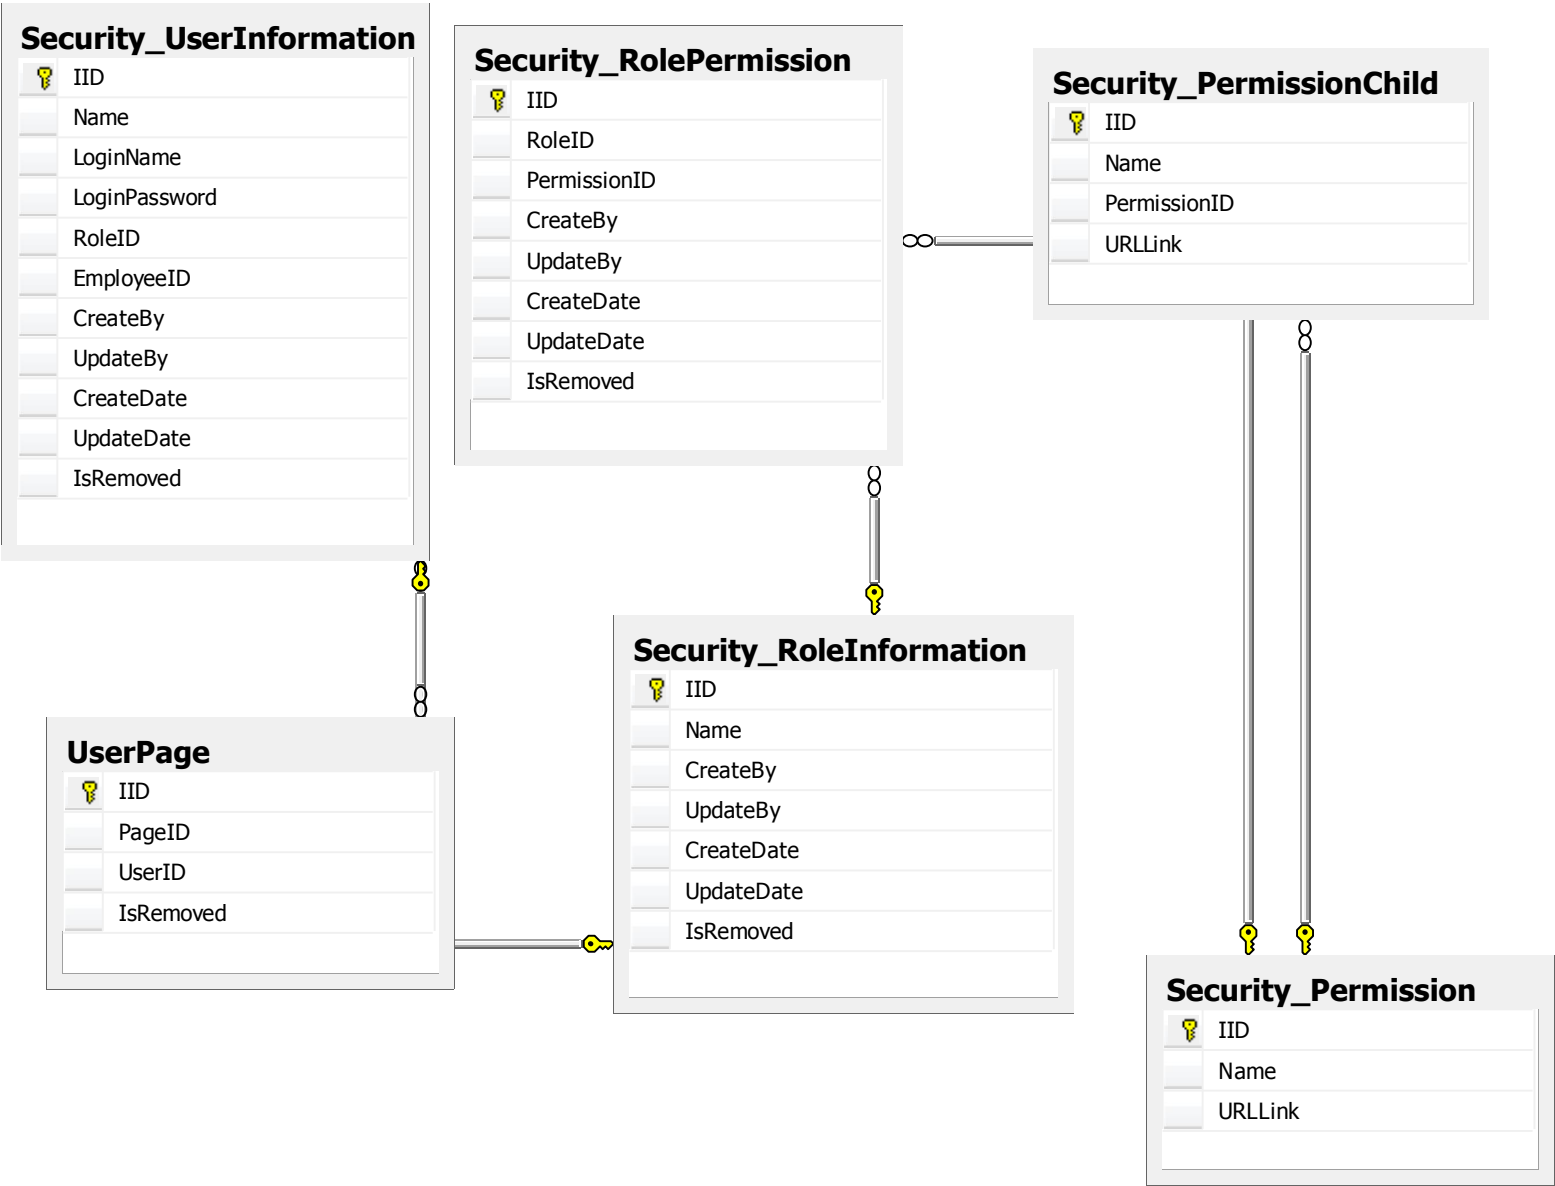 Security_UserInformation
IID
Name
LoginName
LoginPassword
RoleID
EmployeeID
CreateBy
UpdateBy
CreateDate
UpdateDate
IsRemoved
Security_RolePermission
IID
RoleID
PermissionID
CreateBy
UpdateBy
CreateDate
UpdateDate
IsRemoved
Security_PermissionChild
IID
Name
PermissionID
URLLink
UserPage
IID
PageID
UserID
IsRemoved
Security_RoleInformation
IID
Name
CreateBy
UpdateBy
CreateDate
UpdateDate
IsRemoved
Security_Permission
IID
Name
URLLink